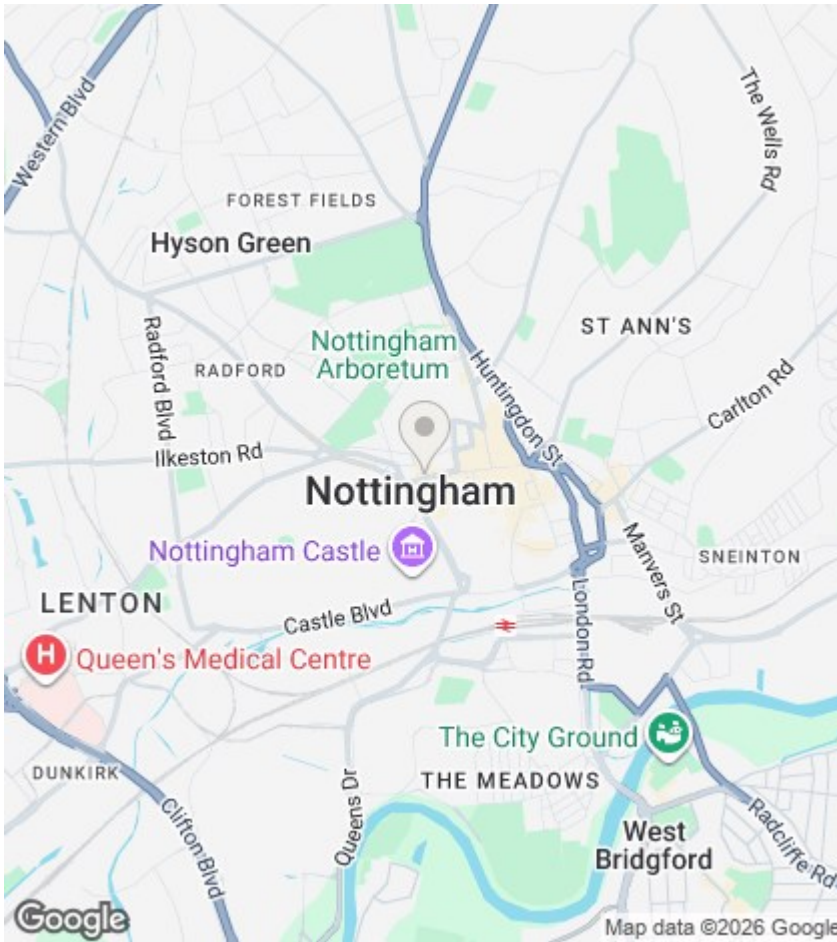 The Wells Rd
Western Blvd
FOREST FIELDS
Hyson Green
ST ANN'S
Nottingham
Arboretum
RADFORD
Radford Blvd
Huntingdon St
Carlton Rd
Ilkeston Rd
Nottingham
Nottingham Castle
Manvers St
SNEINTON
LENTON
Castle Blvd
London Rd
H
Queen's Medical Centre
The City Ground
DUNKIRK
THE MEADOWS
Queens Dr
Clifton Blvd
Radcliffe Rd
West
Bridgford
Google
Map data ©2026 Google